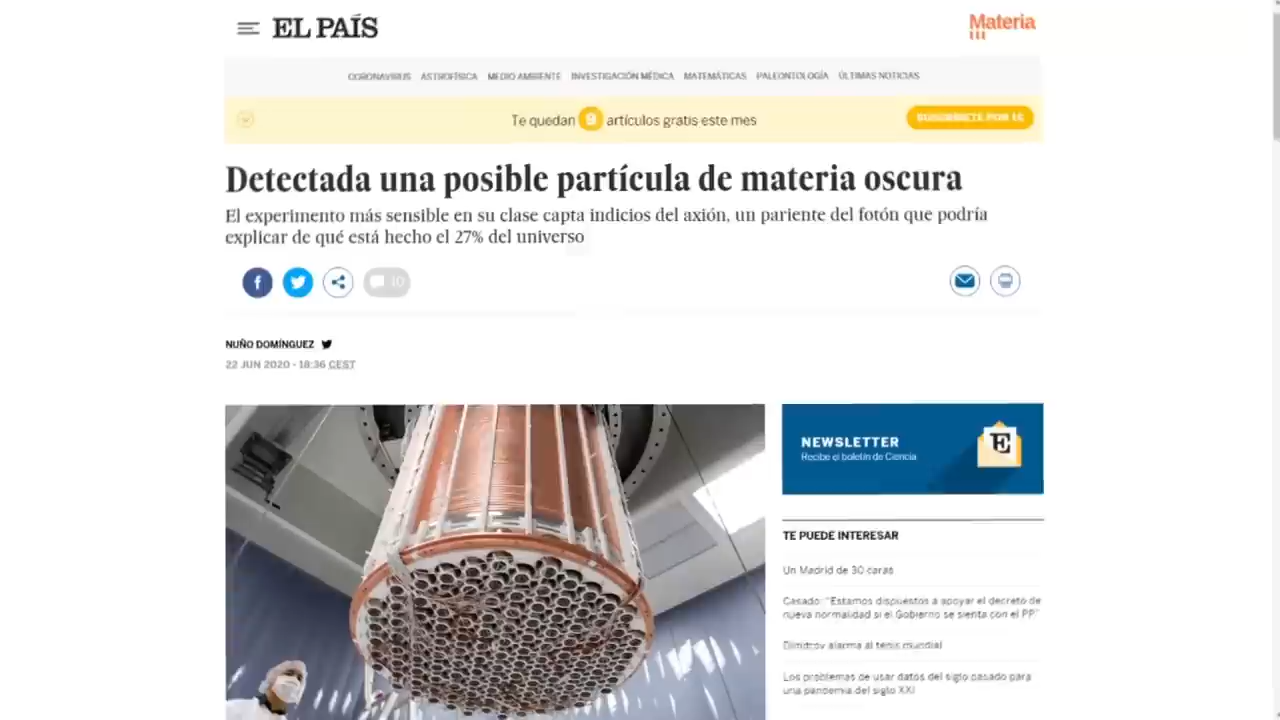 EL PAÍS
Materia
CORONAVIRUS ASTROFÍSICA MEDIO AMBIENTE INVESTIGACIÓN MÉDICA MATEMÁTICAS PALEONTOLOGÍA ÚLTIMAS NOTICIAS
Te quedan 9 artículos gratis este mes
SUSCRÍBETE POR 1€
Detectada una posible partícula de materia oscura
El experimento más sensible en su clase capta indicios del axión, un pariente del fotón que podría
explicar de qué está hecho el 27% del universo
10
NUÑO DOMÍNGUEZ
22 JUN 2020 - 18:36 CEST
NEWSLETTER
Recibe el boletín de Ciencia
TE PUEDE INTERESAR
Un Madrid de 30 caras
Casado: “Estamos dispuestos a apoyar el decreto de
nueva normalidad si el Gobierno se sienta con el PP”
Dimitrov alarma al tenis mundial
Los problemas de usar datos del siglo pasado para
una pandemia del siglo XXI